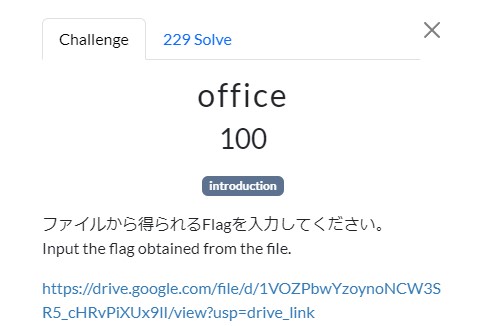 Challenge
229 Solve
office
100
introduction
ファイルから得られるFlagを入力してください。
Input the flag obtained from the file.
https://drive.google.com/file/d/1VOZPbwYzoynoNCW3S
R5_cHRvPiXUx9II/view?usp=drive_link